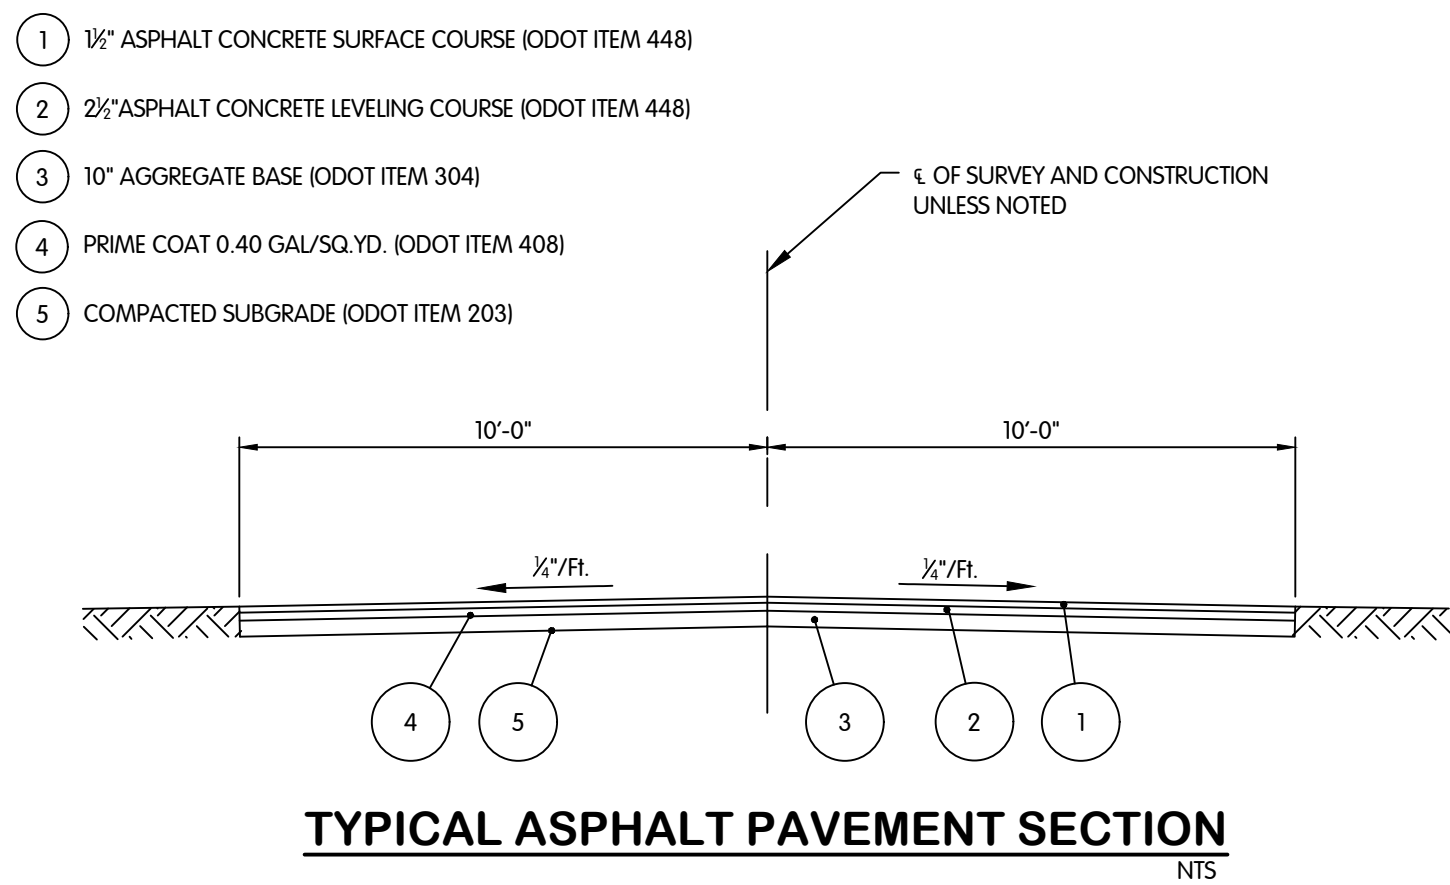 1 1½" ASPHALT CONCRETE SURFACE COURSE (ODOT ITEM 448)
2 2½"ASPHALT CONCRETE LEVELING COURSE (ODOT ITEM 448)
3 10" AGGREGATE BASE (ODOT ITEM 304)
4 PRIME COAT 0.40 GAL/SQ.YD. (ODOT ITEM 408)
5 COMPACTED SUBGRADE (ODOT ITEM 203)
℄ OF SURVEY AND CONSTRUCTION
UNLESS NOTED
10'-0" 10'-0"
¼"/Ft. ¼"/Ft.
4 5 3 2 1
TYPICAL ASPHALT PAVEMENT SECTION
NTS